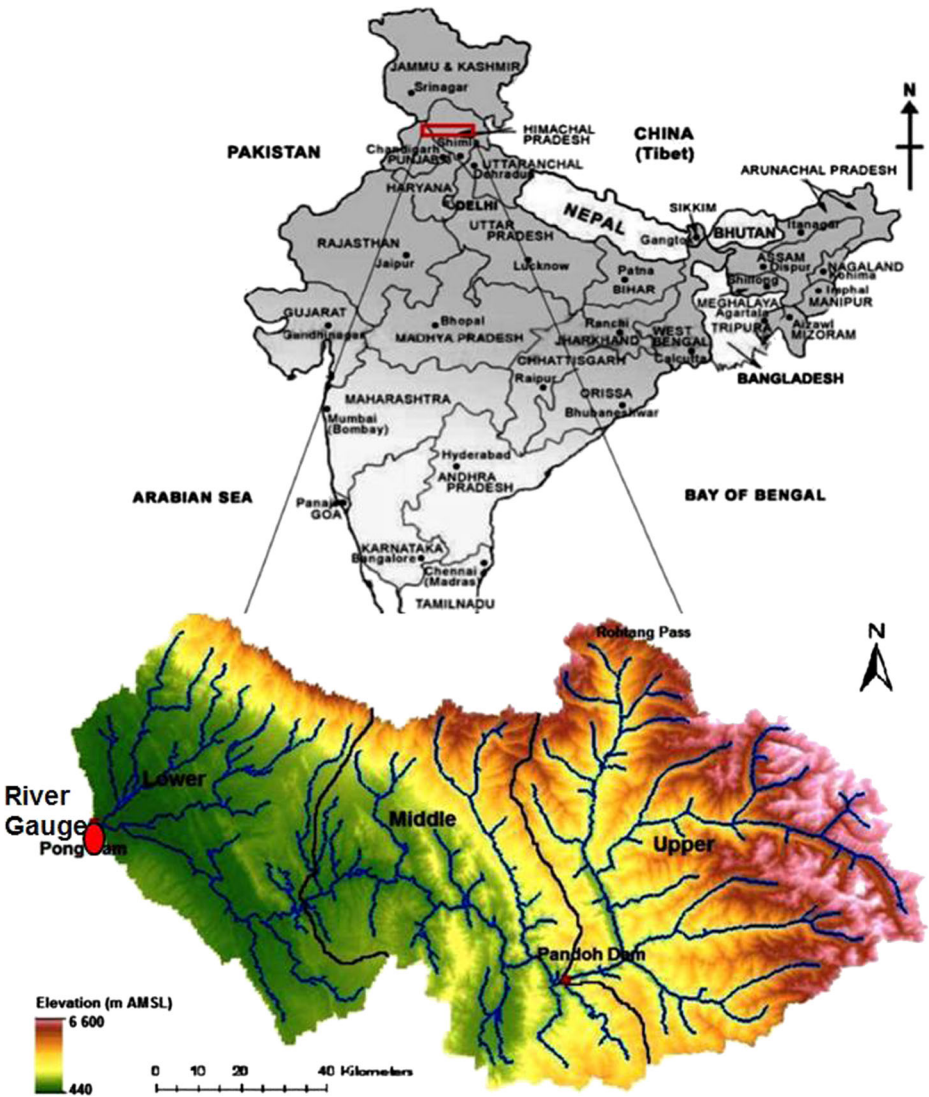 JAMMU & KASHMIR
Srinagar
N
HIMACHAL
PRADESH
CHINA
(Tibet)
PAKISTAN
Shimla
Chandigarh
PUNJAB
UTTARANCHAL
Dehradun
ARUNACHAL PRADESH
HARYANA
DELHI
NEPAL
SIKKIM
Gangtok
BHUTAN
Itanagar
UTTAR
PRADESH
RAJASTHAN
Jaipur
Lucknow
ASSAM
Dispur
NAGALAND
Kohima
Patna
BIHAR
Shillong
Imphal
MEGHALAYA
MANIPUR
GUJARAT
Gandhinagar
Bhopal
MADHYA PRADESH
Ranchi
JHARKHAND
WEST
BENGAL
Calcutta
Agartala
TRIPURA
Aizawl
MIZORAM
CHHATTISGARH
Raipur
BANGLADESH
ORISSA
Bhubaneshwar
MAHARASHTRA
Mumbai
(Bombay)
Hyderabad
ANDHRA
PRADESH
ARABIAN SEA
BAY OF BENGAL
Panaji
GOA
KARNATAKA
Bangalore
Chennai
(Madras)
TAMILNADU
Rohtang Pass
N
Lower
River
Gauge
Pong Dam
Middle
Upper
Pandoh Dam
Elevation (m AMSL)
6 600
440
0 10 20 40 Kilometers